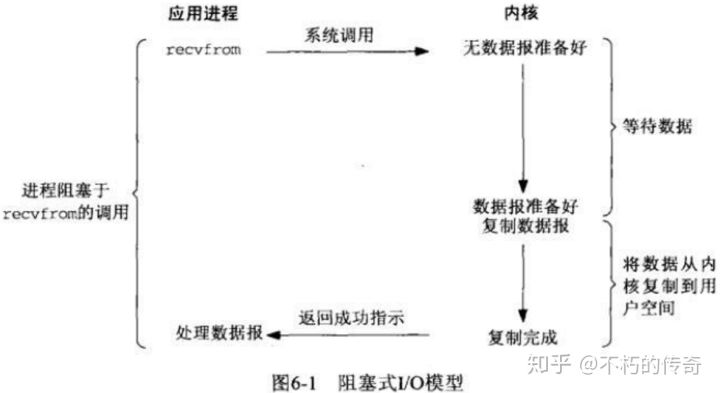 应用进程
内核
recvfrom
系统调用
无数据报准备好
等待数据
进程阻塞于
recvfrom的调用
数据报准备好
复制数据报
将数据从内
核复制到用
户空间
处理数据报
返回成功指示
复制完成
知乎 @不朽的传奇
图6-1 阻塞式I/O模型